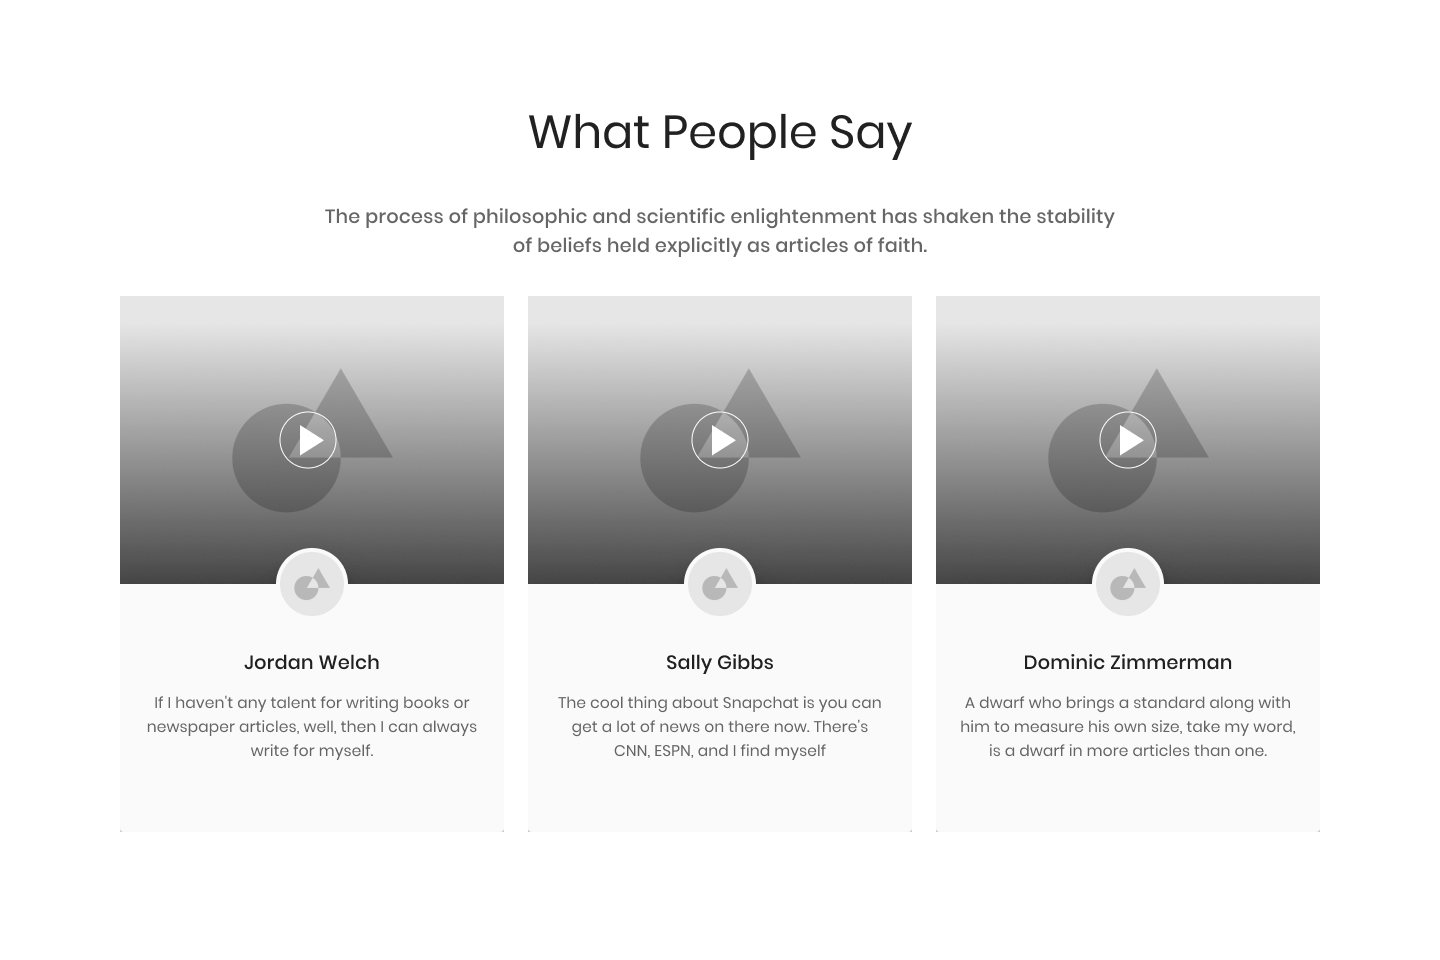 What People Say
The process of philosophic and scientific enlightenment has shaken the stability
of beliefs held explicitly as articles of faith.
Jordan Welch
If I haven't any talent for writing books or
newspaper articles, well, then I can always
write for myself.
Sally Gibbs
The cool thing about Snapchat is you can
get a lot of news on there now. There's
CNN, ESPN, and I find myself
Dominic Zimmerman
A dwarf who brings a standard along with
him to measure his own size, take my word,
is a dwarf in more articles than one.